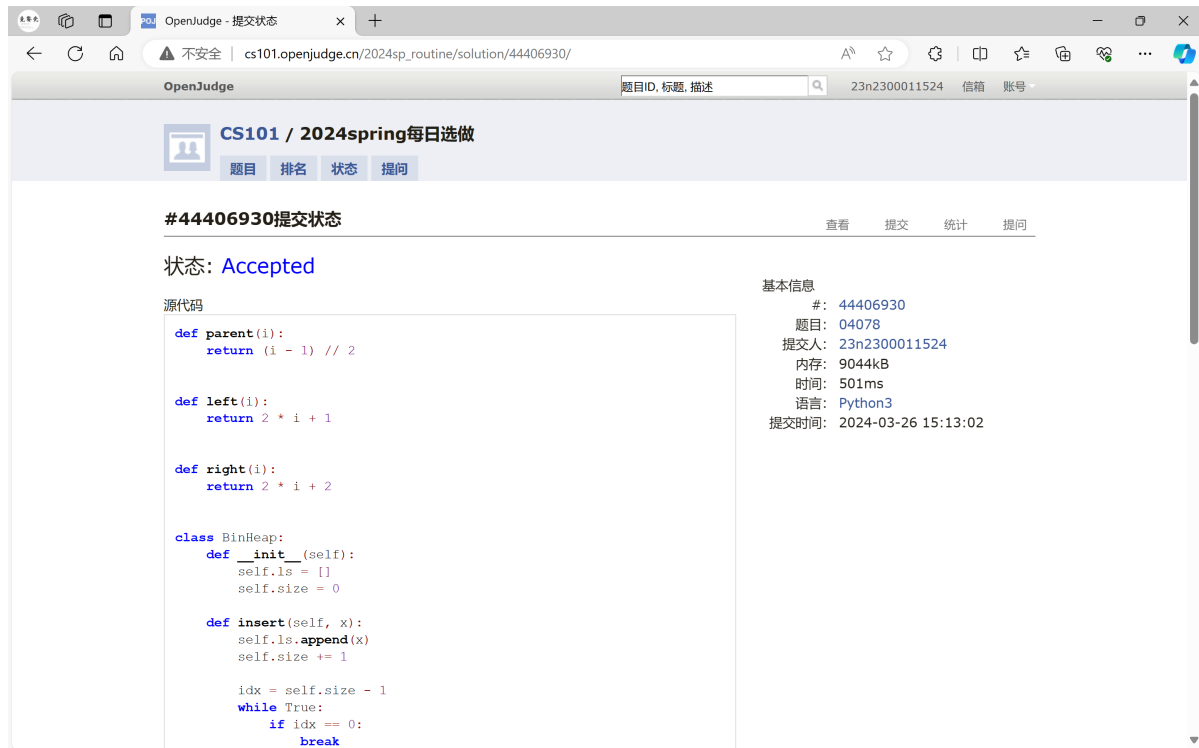 OpenJudge - 提交状态
不安全 cs101.openjudge.cn/2024sp_routine/solution/44406930/
OpenJudge 题目ID, 标题, 描述 23n2300011524 信箱 账号
CS101 / 2024spring每日选做
题目 排名 状态 提问
#44406930提交状态
查看 提交 统计 提问
状态: Accepted
源代码
def parent(i):
    return (i - 1) // 2
def left(i):
    return 2 * i + 1
def right(i):
    return 2 * i + 2
class BinHeap:
    def __init__(self):
        self.ls = []
        self.size = 0
    def insert(self, x):
        self.ls.append(x)
        self.size += 1
        idx = self.size - 1
        while True:
            if idx == 0:
                break
基本信息
#: 44406930
题目: 04078
提交人: 23n2300011524
内存: 9044kB
时间: 501ms
语言: Python3
提交时间: 2024-03-26 15:13:02